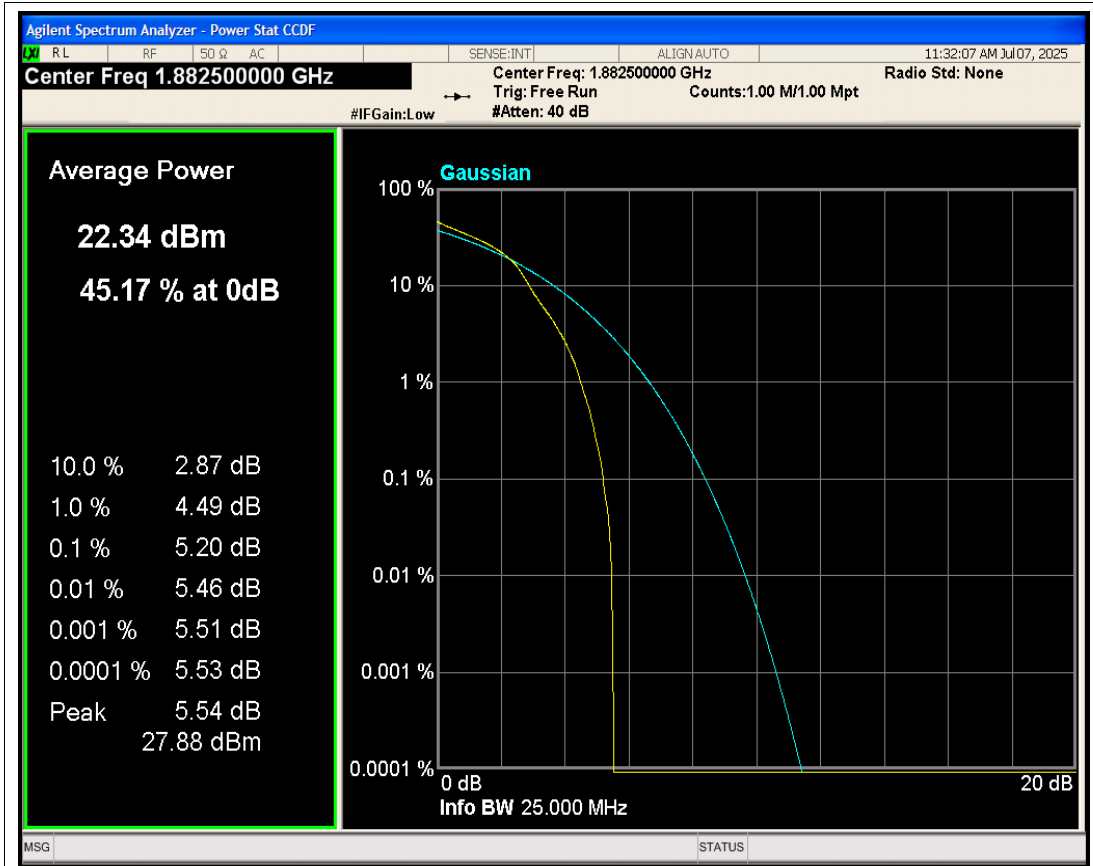 Agilent Spectrum Analyzer - Power Stat CCDF
LXI RL RF 50 Ω AC SENSE:INT ALIGN AUTO 11:32:07 AM Jul 07, 2025
Center Freq 1.882500000 GHz
Center Freq: 1.882500000 GHz
Radio Std: None
Trig: Free Run
Counts:1.00 M/1.00 Mpt
#IFGain:Low
#Atten: 40 dB
Average Power
22.34 dBm
45.17 % at 0dB
10.0 % 2.87 dB
1.0 % 4.49 dB
0.1 % 5.20 dB
0.01 % 5.46 dB
0.001 % 5.51 dB
0.0001 % 5.53 dB
Peak 5.54 dB
27.88 dBm
Gaussian
100 %
10 %
1 %
0.1 %
0.01 %
0.001 %
0.0001 %
0 dB 20 dB
Info BW 25.000 MHz
MSG STATUS